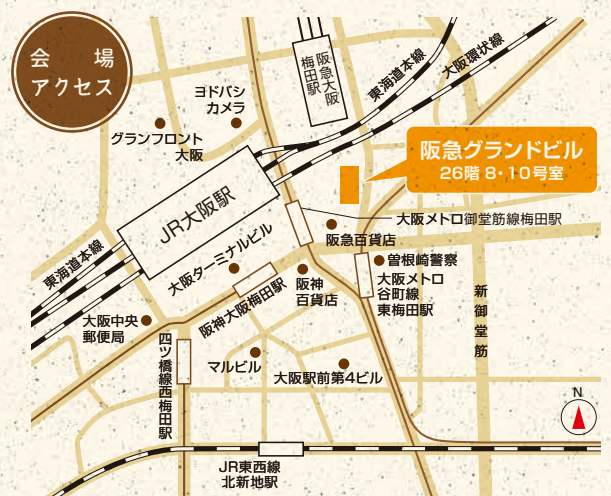 会場
アクセス
阪急大阪
梅田駅
東海道本線
大阪環状線
ヨドバシ
カメラ
グランフロント
大阪
阪急グランドビル
26階 8・10号室
JR大阪駅
大阪メトロ御堂筋線梅田駅
阪急百貨店
東海道本線
大阪ターミナルビル
曽根崎警察
阪神
百貨店
大阪メトロ
谷町線
東梅田駅
新御堂筋
阪神大阪梅田駅
大阪中央
郵便局
四ツ橋線西梅田駅
マルビル
大阪駅前第4ビル
N
JR東西線
北新地駅